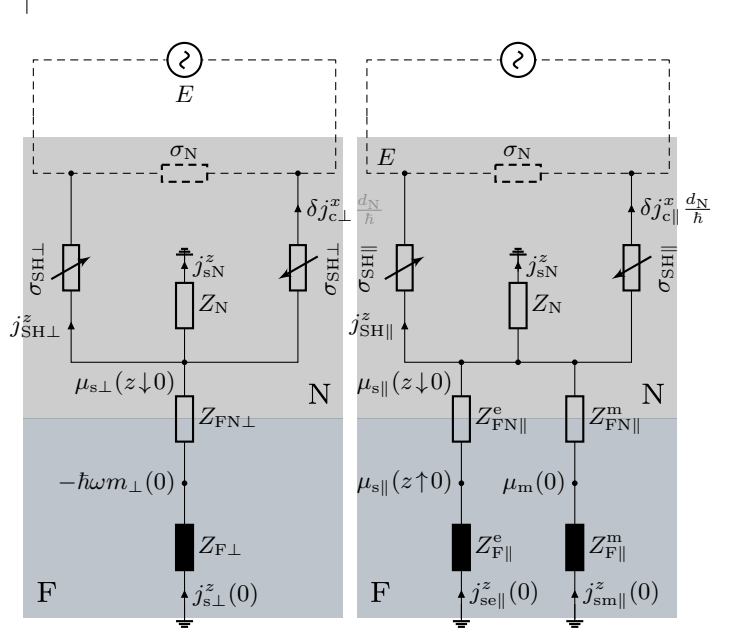 E
σ_N
E
σ_N
δj^x_{c⊥} d_N/ħ
δj^x_{c∥} d_N/ħ
σ_{SH⊥}
j^z_{sN}
σ_{SH⊥}
σ_{SH∥}
j^z_{sN}
σ_{SH∥}
Z_N
Z_N
j^z_{SH⊥}
j^z_{SH∥}
μ_{s⊥}(z↓0)
N
μ_{s∥}(z↓0)
N
Z_{FN⊥}
Z^e_{FN∥}
Z^m_{FN∥}
−ħωm_⊥(0)
μ_{s∥}(z↑0)
μ_m(0)
Z_{F⊥}
Z^e_{F∥}
Z^m_{F∥}
F
j^z_{s⊥}(0)
F
j^z_{se∥}(0)
j^z_{sm∥}(0)